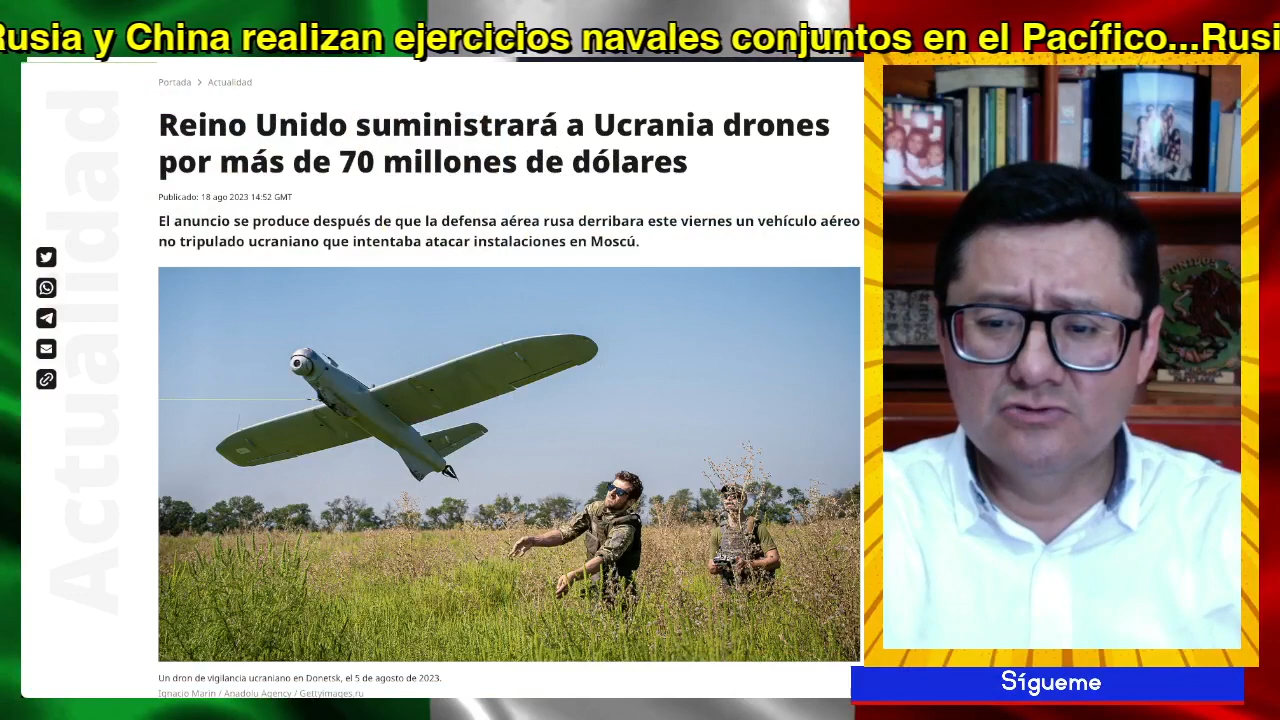 Rusia y China realizan ejercicios navales conjuntos en el Pacífico...Rusi
Portada > Actualidad
Actualidad
Reino Unido suministrará a Ucrania drones
por más de 70 millones de dólares
Publicado: 18 ago 2023 14:52 GMT
El anuncio se produce después de que la defensa aérea rusa derribara este viernes un vehículo aéreo
no tripulado ucraniano que intentaba atacar instalaciones en Moscú.
Un dron de vigilancia ucraniano en Donetsk, el 5 de agosto de 2023.
Ignacio Marin / Anadolu Agency / Gettyimages.ru
Sígueme